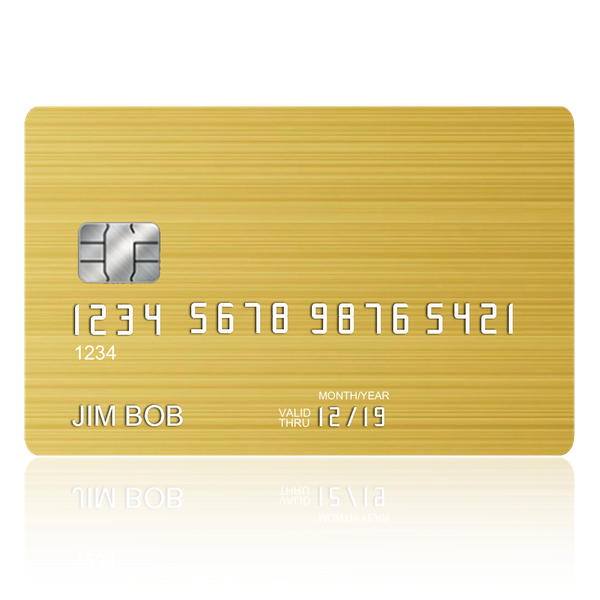 1234 5678 9876 5421
1234
MONTH/YEAR
VALID THRU 12/19
JIM BOB